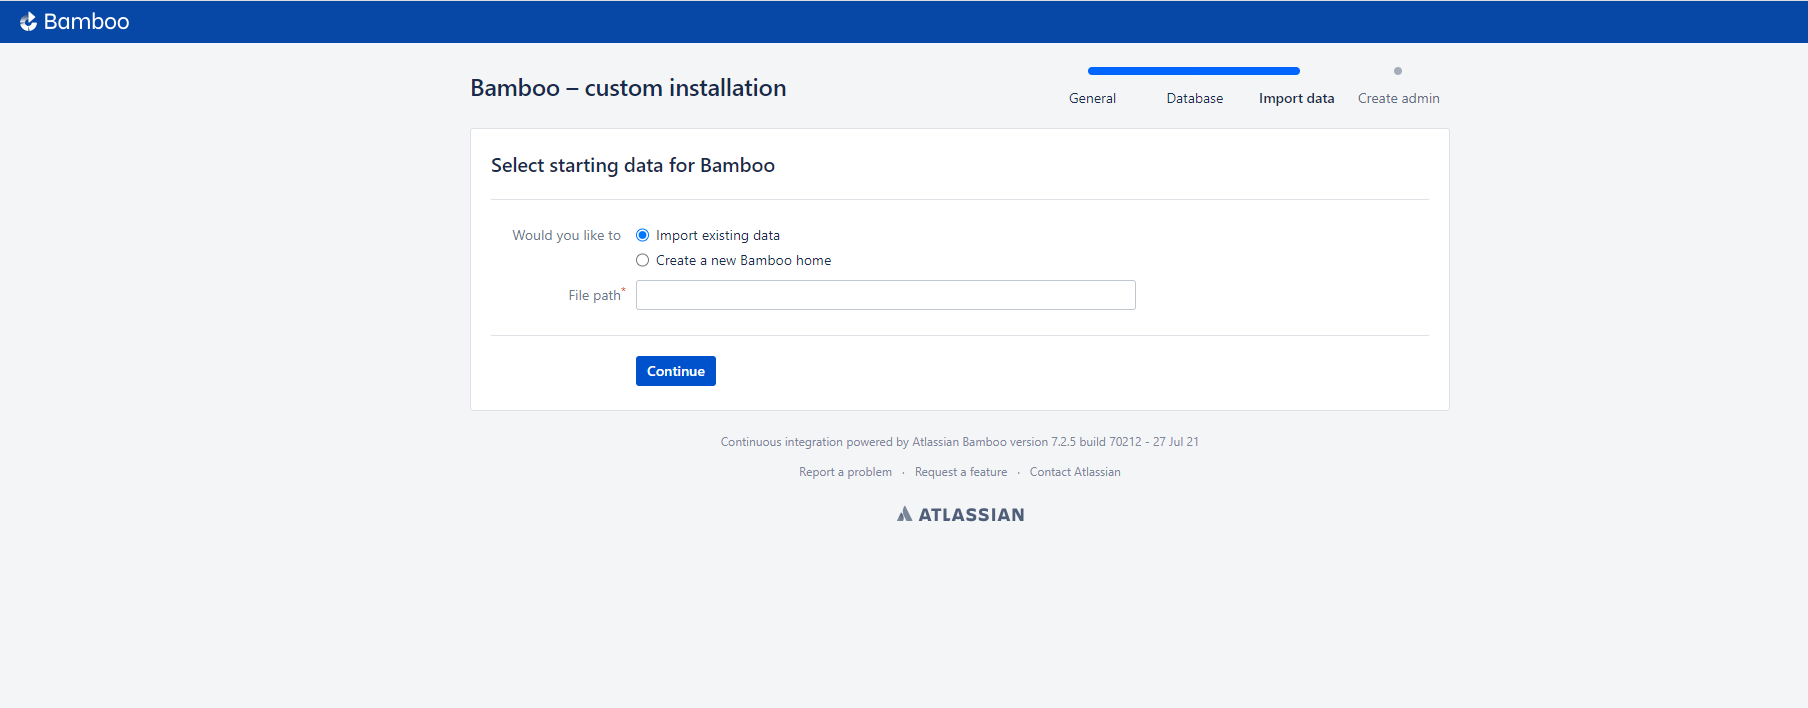 Bamboo
Bamboo – custom installation
General Database Import data Create admin
Select starting data for Bamboo
Would you like to Import existing data
Create a new Bamboo home
File path*
Continue
Continuous integration powered by Atlassian Bamboo version 7.2.5 build 70212 - 27 Jul 21
Report a problem · Request a feature · Contact Atlassian
ATLASSIAN